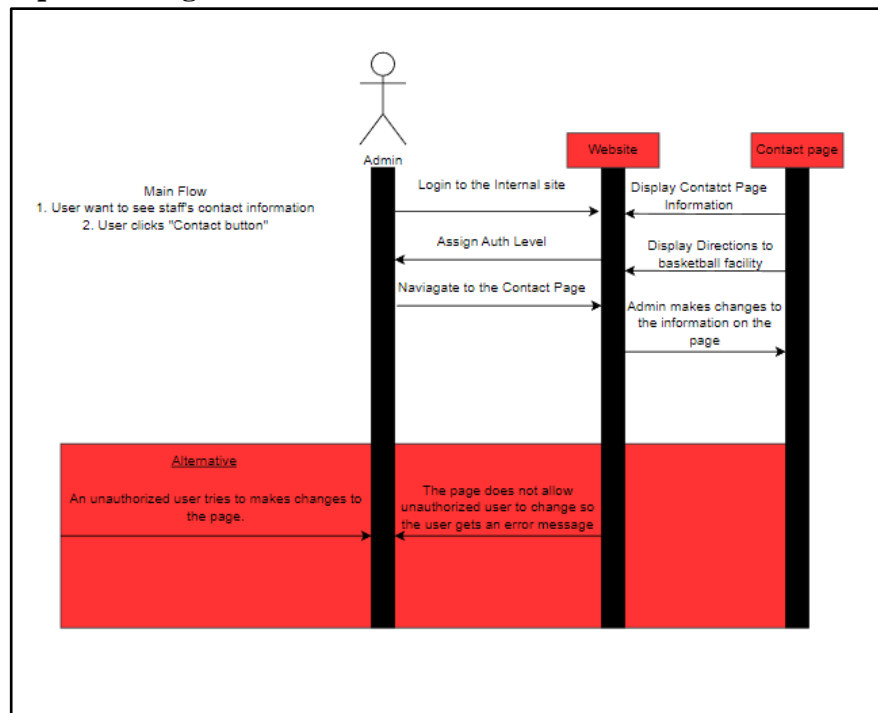 Admin
Website
Contact page
Main Flow
1. User want to see staff's contact information
2. User clicks "Contact button"
Login to the Internal site
Display Contatct Page
Information
Assign Auth Level
Display Directions to
basketball facility
Naviagate to the Contact Page
Admin makes changes to
the information on the
page
Alternative
An unauthorized user tries to makes changes to
the page.
The page does not allow
unauthorized user to change so
the user gets an error message